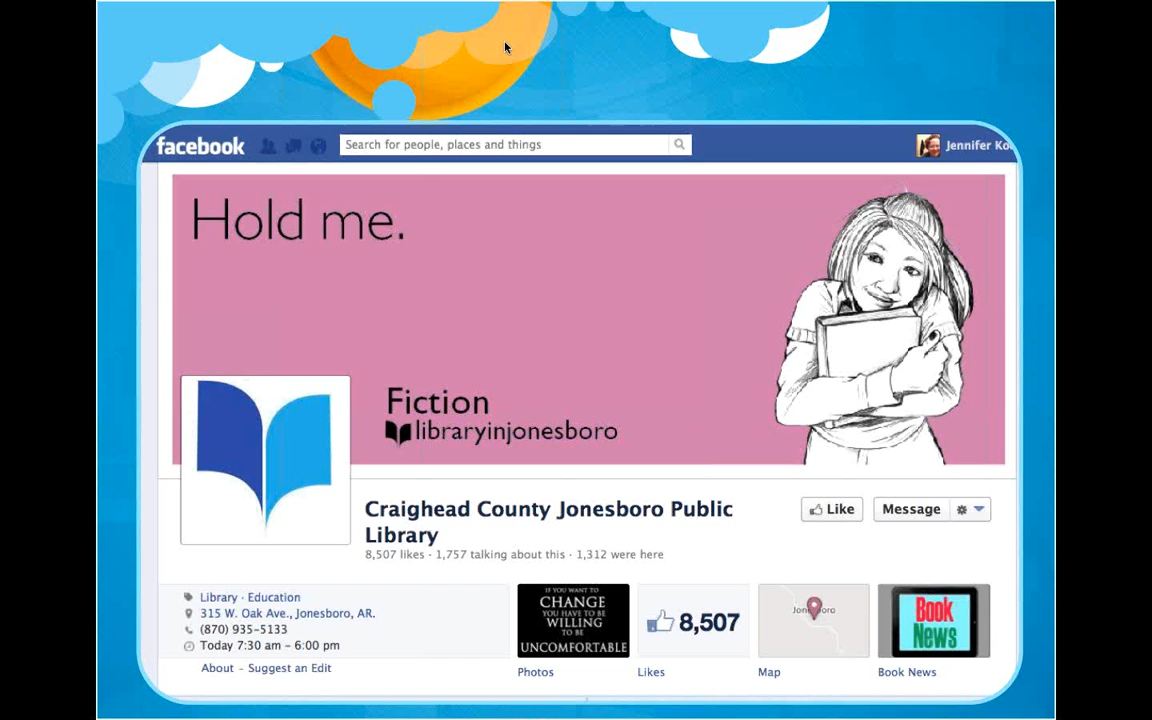 facebook
Search for people, places and things
Jennifer
Hold me.
Fiction
libraryinjonesboro
Craighead County Jonesboro Public
Library
8,507 likes · 1,757 talking about this · 1,312 were here
Like
Message
Library · Education
315 W. Oak Ave., Jonesboro, AR.
(870) 935-5133
Today 7:30 am - 6:00 pm
About - Suggest an Edit
IF YOU WANT TO
CHANGE
YOU HAVE TO BE
WILLING
TO BE
UNCOMFORTABLE
Photos
8,507
Likes
Map
Book
News
Book News